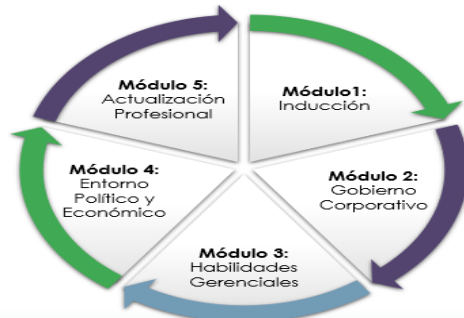 Módulo1:
Inducción
Módulo 2:
Gobierno
Corporativo
Módulo 3:
Habilidades
Gerenciales
Módulo 4:
Entorno
Político y
Económico
Módulo 5:
Actualización
Profesional